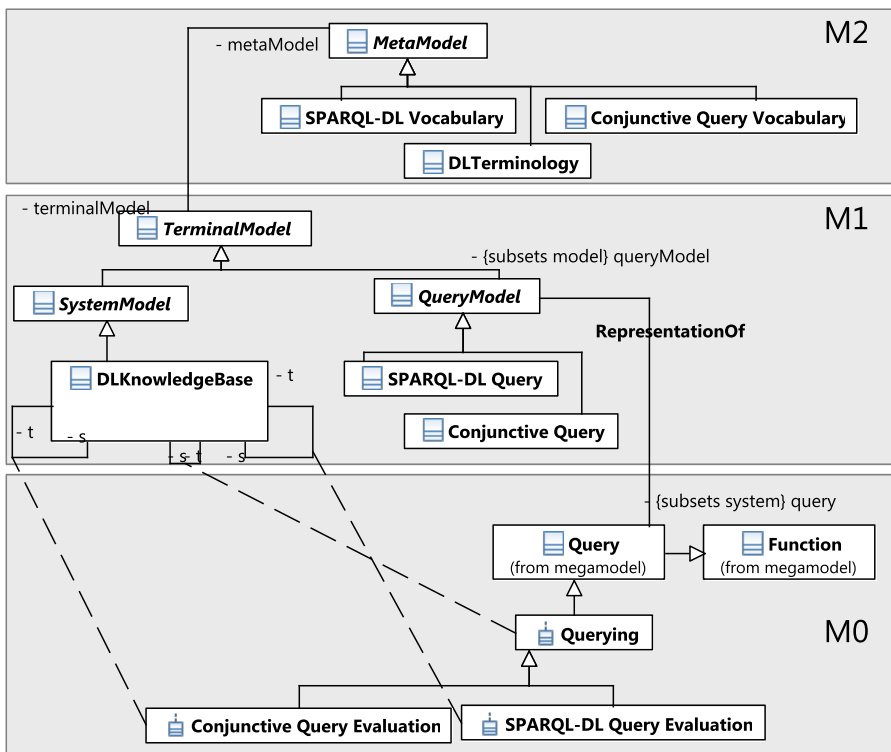 M2
- metaModel
MetaModel
SPARQL-DL Vocabulary
Conjunctive Query Vocabulary
DLTerminology
- terminalModel
M1
TerminalModel
- {subsets model} queryModel
SystemModel
QueryModel
RepresentationOf
DLKnowledgeBase
- t
SPARQL-DL Query
- t
- s
Conjunctive Query
- s
- t
- s
- {subsets system} query
Query
(from megamodel)
Function
(from megamodel)
Querying
M0
Conjunctive Query Evaluation
SPARQL-DL Query Evaluation